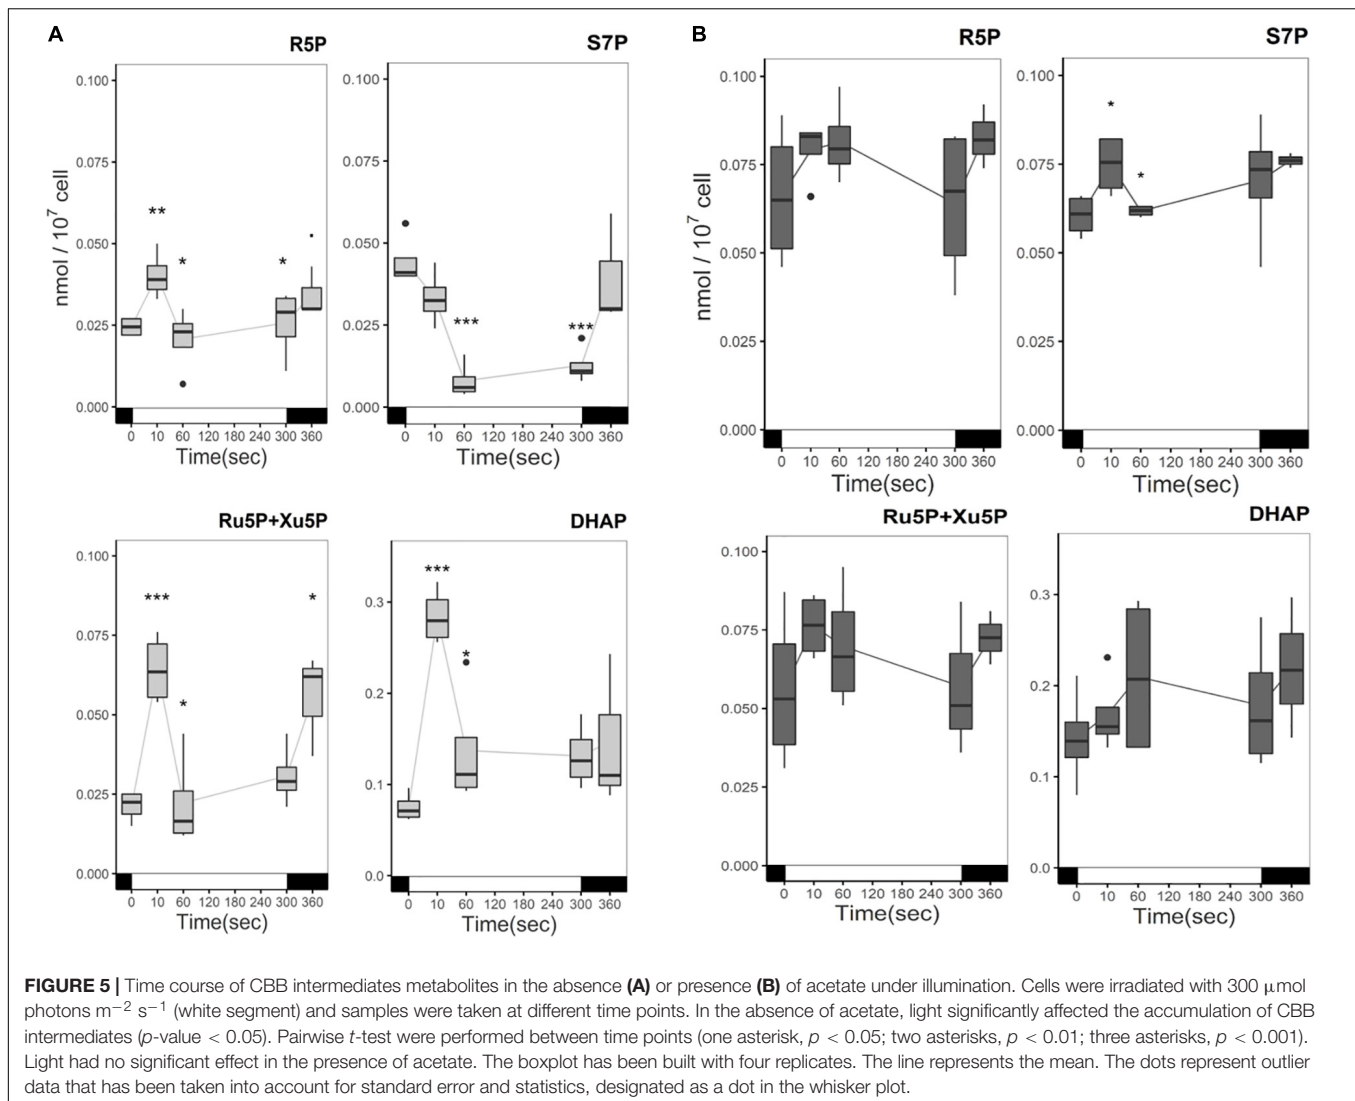 A
R5P
S7P
B
R5P
S7P
nmol / 10⁷ cell
0.100
0.075
0.050
0.025
0.000
**
*
*
0 10 60 120 180 240 300 360
Time(sec)
0.100
0.075
0.050
0.025
0.000
***
***
0 10 60 120 180 240 300 360
Time(sec)
nmol / 10⁷ cell
0.100
0.075
0.050
0.025
0.000
0 10 60 120 180 240 300 360
Time(sec)
0.100
0.075
0.050
0.025
0.000
*
*
0 10 60 120 180 240 300 360
Time(sec)
Ru5P+Xu5P
0.100
0.075
0.050
0.025
0.000
***
*
*
0 10 60 120 180 240 300 360
Time(sec)
DHAP
0.3
0.2
0.1
0.0
***
*
0 10 60 120 180 240 300 360
Time(sec)
Ru5P+Xu5P
0.100
0.075
0.050
0.025
0.000
0 10 60 120 180 240 300 360
Time(sec)
DHAP
0.3
0.2
0.1
0.0
0 10 60 120 180 240 300 360
Time(sec)
FIGURE 5 | Time course of CBB intermediates metabolites in the absence (A) or presence (B) of acetate under illumination. Cells were irradiated with 300 μmol
photons m⁻² s⁻¹ (white segment) and samples were taken at different time points. In the absence of acetate, light significantly affected the accumulation of CBB
intermediates (p-value < 0.05). Pairwise t-test were performed between time points (one asterisk, p < 0.05; two asterisks, p < 0.01; three asterisks, p < 0.001).
Light had no significant effect in the presence of acetate. The boxplot has been built with four replicates. The line represents the mean. The dots represent outlier
data that has been taken into account for standard error and statistics, designated as a dot in the whisker plot.